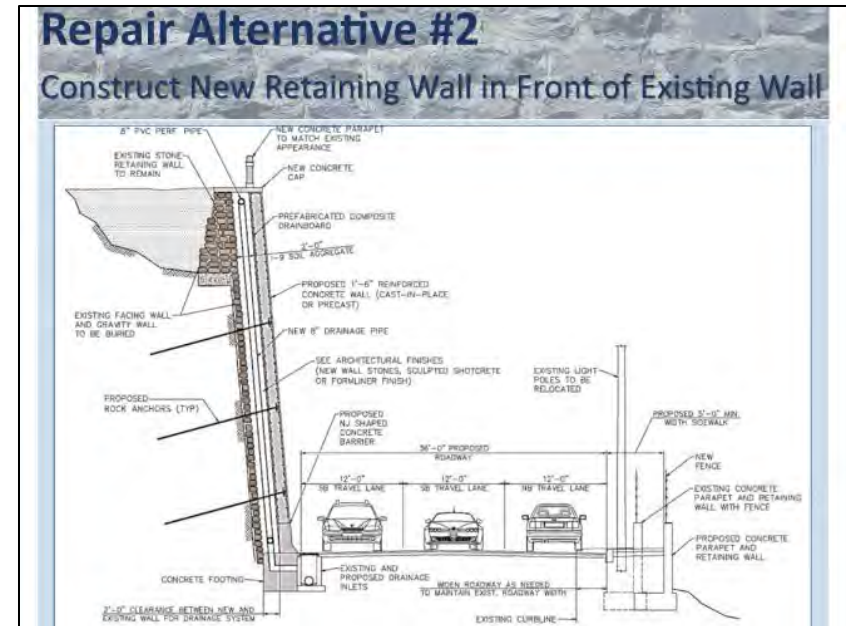 Repair Alternative #2
Construct New Retaining Wall in Front of Existing Wall
8" PVC PERF PIPE
NEW CONCRETE PARAPET
TO MATCH EXISTING
APPEARANCE
EXISTING STONE
RETAINING WALL
TO REMAIN
NEW CONCRETE
CAP
PREFABRICATED COMPOSITE
DRAINBOARD
2'-0"
I-9 SOIL AGGREGATE
PROPOSED 1'-6" REINFORCED
CONCRETE WALL (CAST-IN-PLACE
OR PRECAST)
EXISTING FACING WALL
AND GRAVITY WALL
TO BE BURIED
NEW 8" DRAINAGE PIPE
SEE ARCHITECTURAL FINISHES
(NEW WALL STONES, SCULPTED SHOTCRETE
OR FORMLINER FINISH)
EXISTING LIGHT
POLES TO BE
RELOCATED
PROPOSED
ROCK ANCHORS (TYP)
PROPOSED
NJ SHAPED
CONCRETE
BARRIER
PROPOSED 5'-0" MIN.
WIDTH SIDEWALK
36'-0" PROPOSED
ROADWAY
12'-0"
SB TRAVEL LANE
12'-0"
SB TRAVEL LANE
12'-0"
NB TRAVEL LANE
NEW
FENCE
EXISTING CONCRETE
PARAPET AND RETAINING
WALL WITH FENCE
PROPOSED CONCRETE
PARAPET AND
RETAINING WALL
CONCRETE FOOTING
EXISTING AND
PROPOSED DRAINAGE
INLETS
WIDEN ROADWAY AS NEEDED
TO MAINTAIN EXIST. ROADWAY WIDTH
2'-0" CLEARANCE BETWEEN NEW AND
EXISTING WALL FOR DRAINAGE SYSTEM
EXISTING CURBLINE